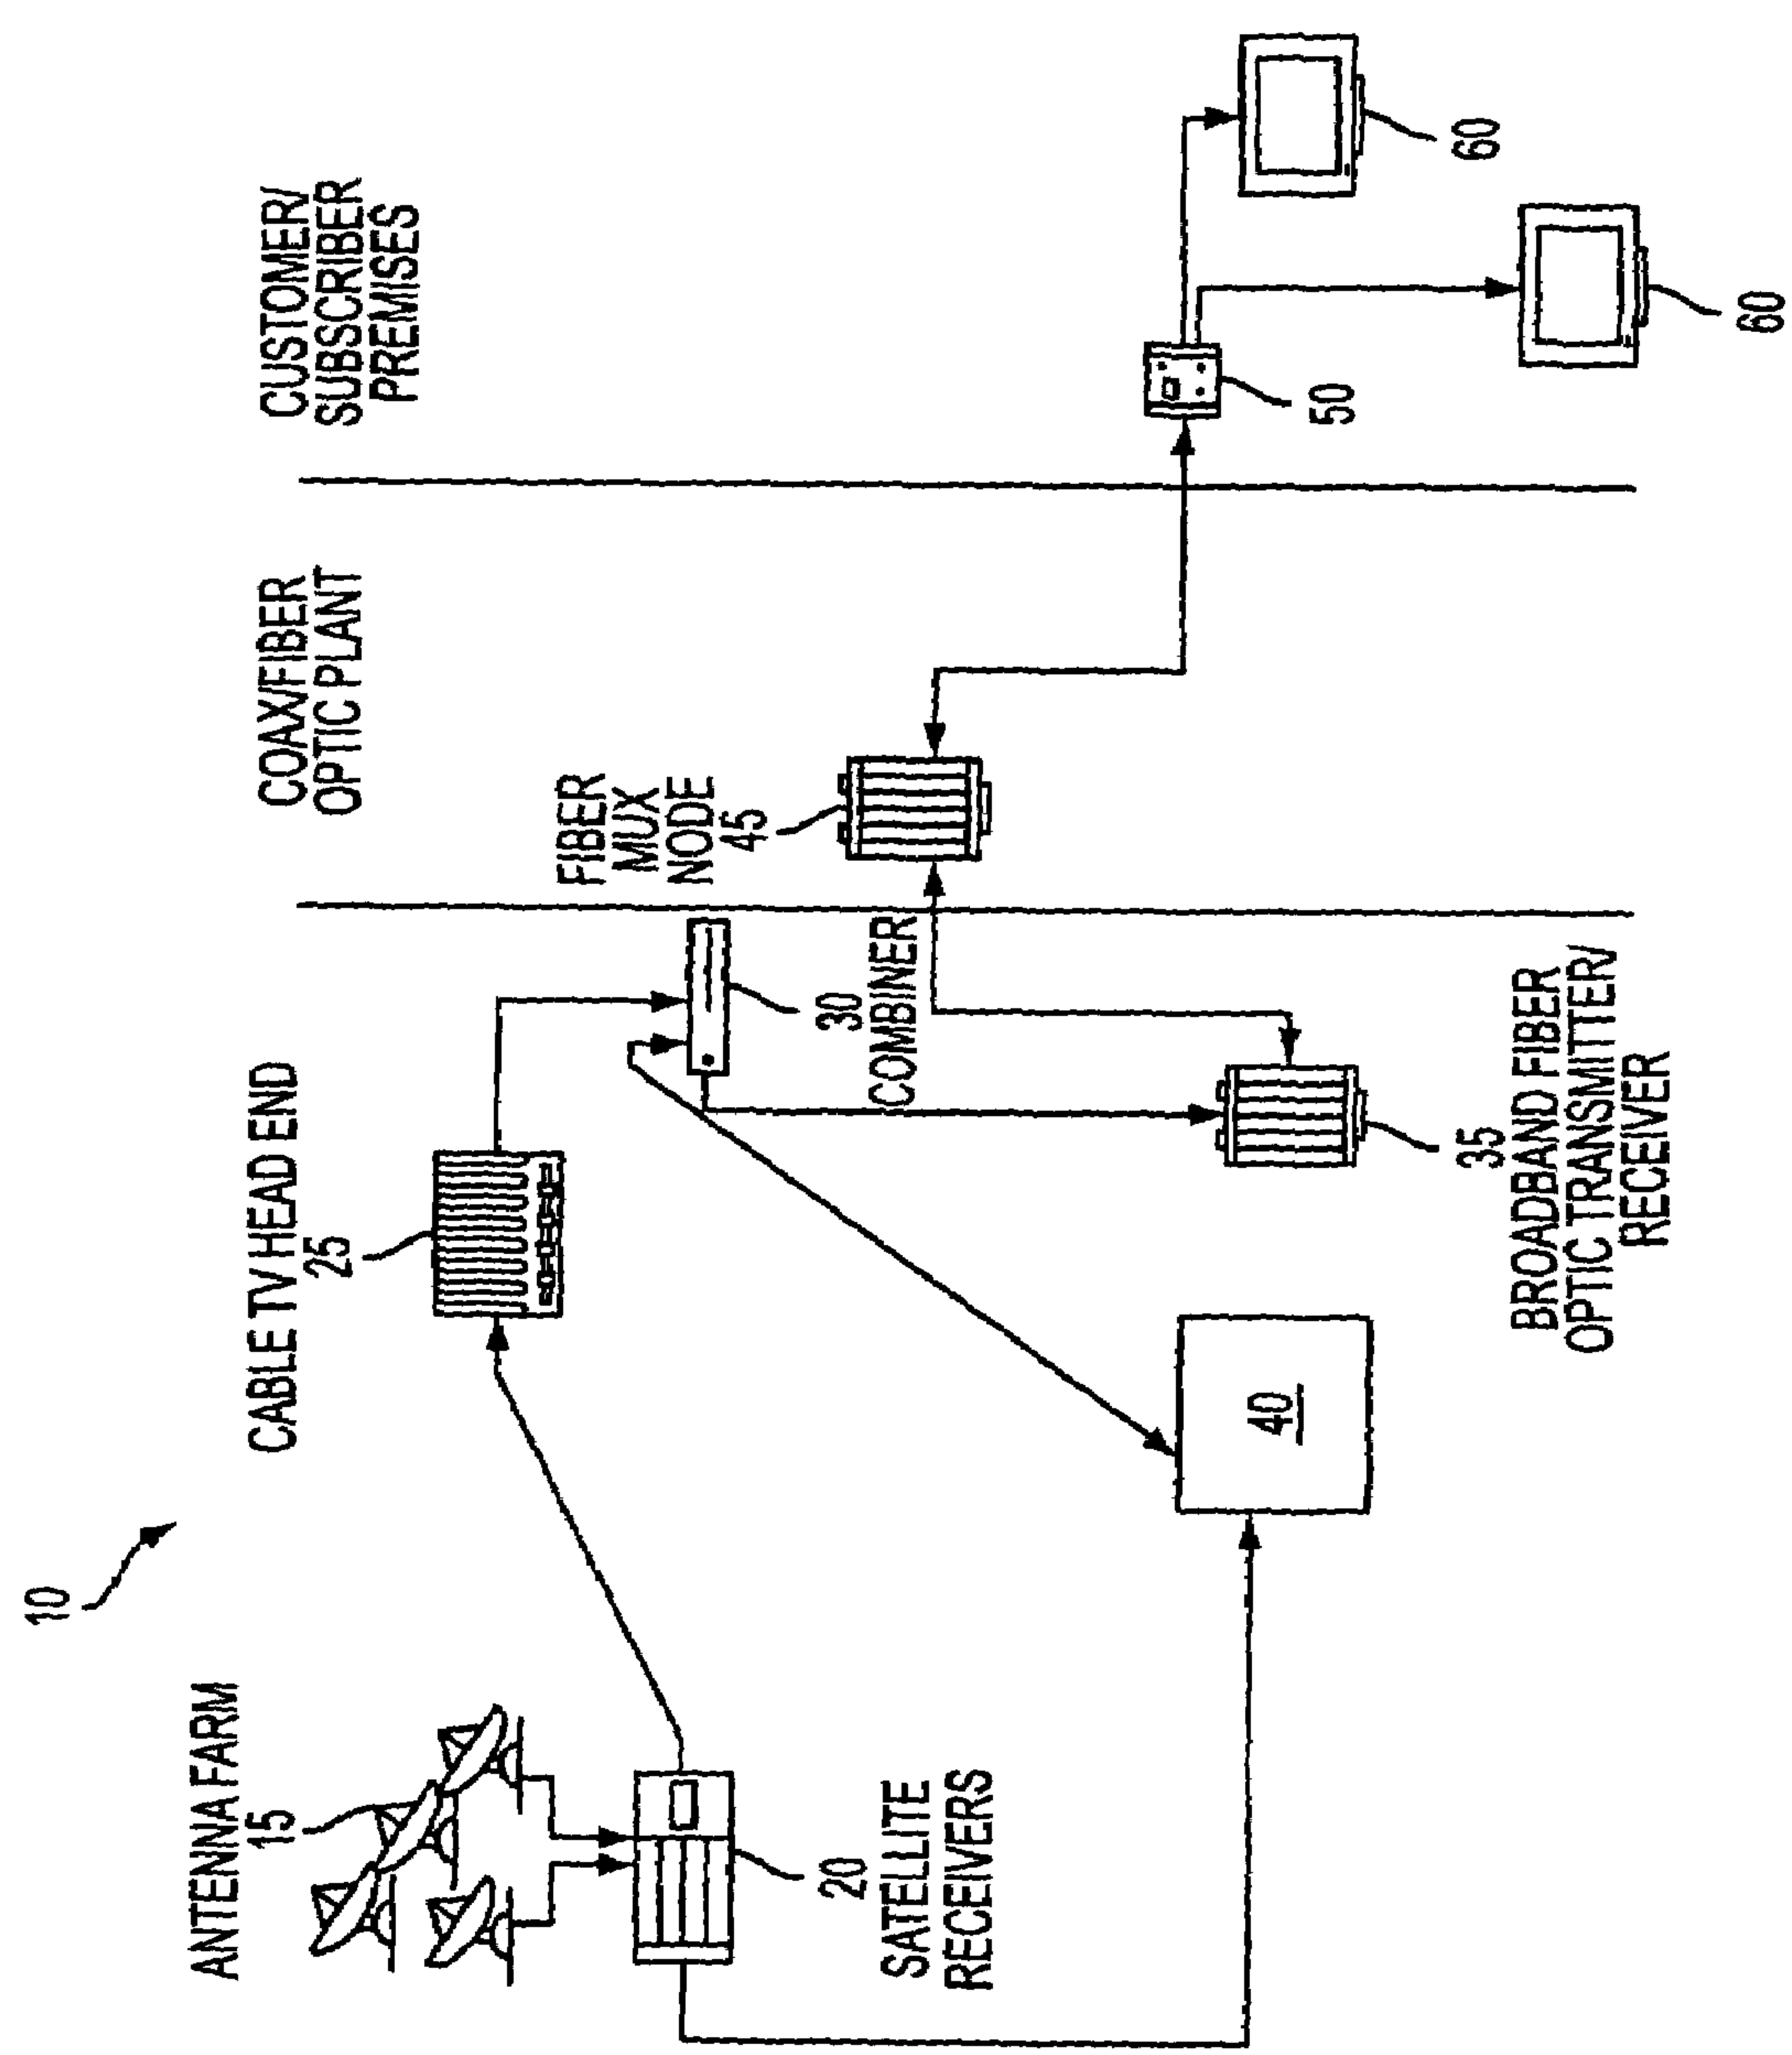 10
ANTENNA FARM
15
20
SATELLITE
RECEIVERS
CABLE TV HEAD END
25
30
COMBINER
40
35
BROADBAND FIBER
OPTIC TRANSMITTER/
RECEIVER
COAX/FIBER
OPTIC PLANT
FIBER
MUX
NODE
45
CUSTOMER/
SUBSCRIBER
PREMISES
50
60
60